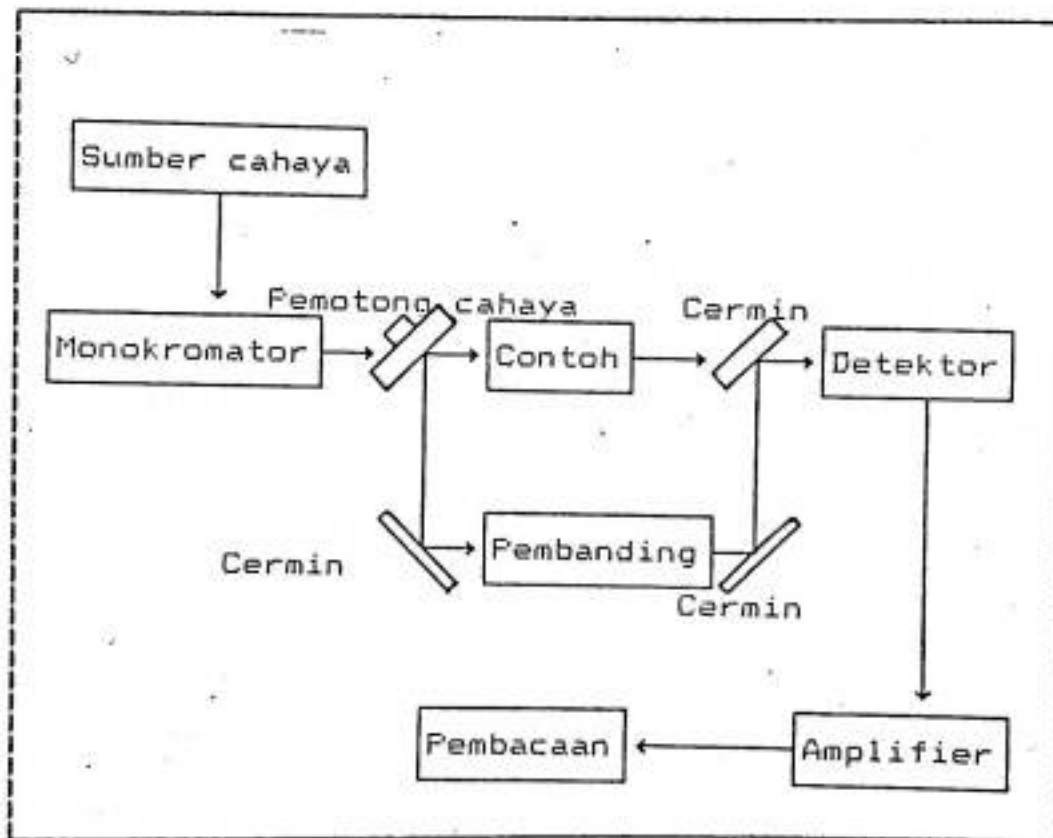 Sumber cahaya
Pemotong cahaya
Cermin
Monokromator
Contoh
Detektor
Cermin
Pembanding
Cermin
Pembacaan
Amplifier